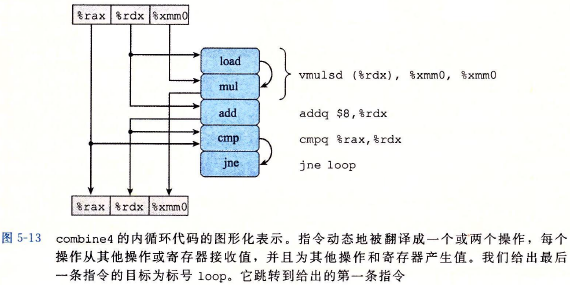 %rax %rdx %xmm0
load
mul
vmulsd (%rdx), %xmm0, %xmm0
add
addq $8,%rdx
cmp
cmpq %rax,%rdx
jne
jne loop
%rax %rdx %xmm0
图 5-13 combine4 的内循环代码的图形化表示。指令动态地被翻译成一个或两个操作，每个
操作从其他操作或寄存器接收值，并且为其他操作和寄存器产生值。我们给出最后
一条指令的目标为标号 loop。它跳转到给出的第一条指令